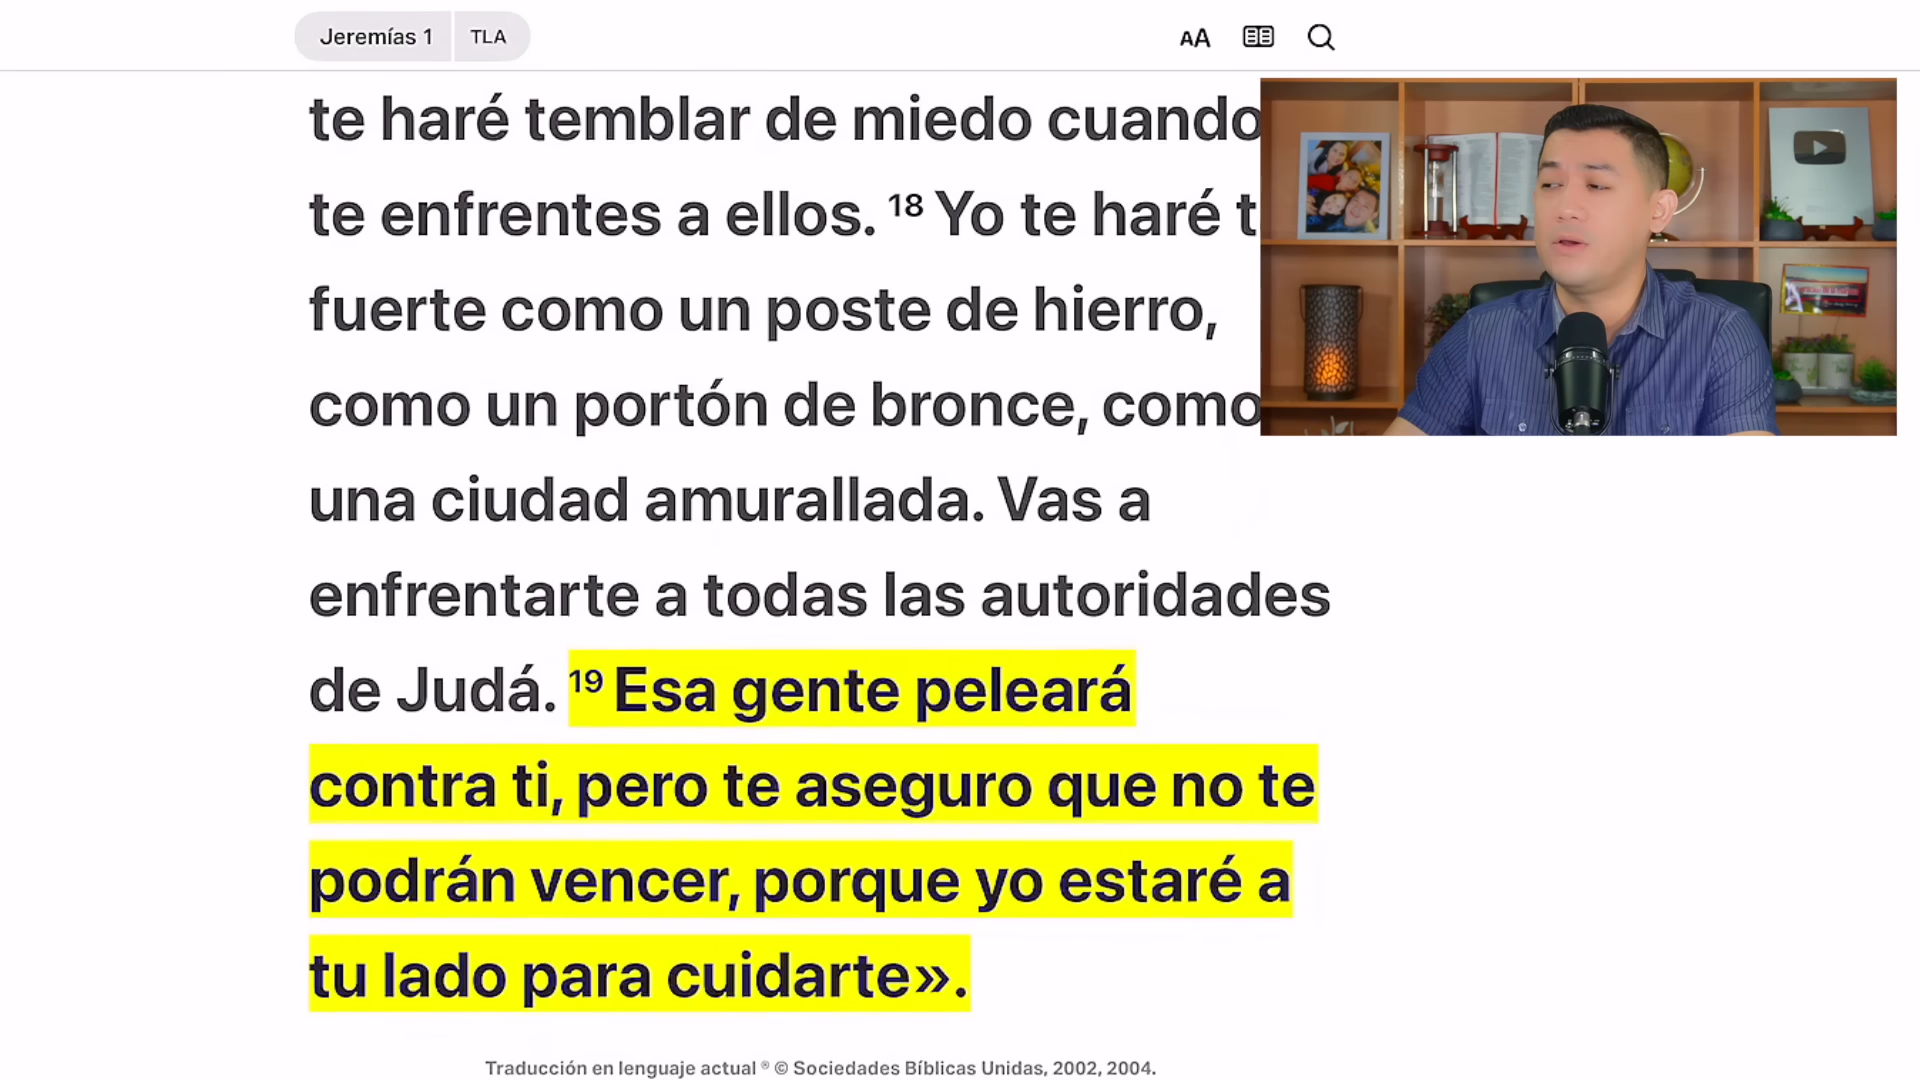 Jeremías 1 TLA AA
te haré temblar de miedo cuando
te enfrentes a ellos. 18 Yo te haré t
fuerte como un poste de hierro,
como un portón de bronce, como
una ciudad amurallada. Vas a
enfrentarte a todas las autoridades
de Judá. 19 Esa gente peleará
contra ti, pero te aseguro que no te
podrán vencer, porque yo estaré a
tu lado para cuidarte».
Traducción en lenguaje actual ® © Sociedades Bíblicas Unidas, 2002, 2004.